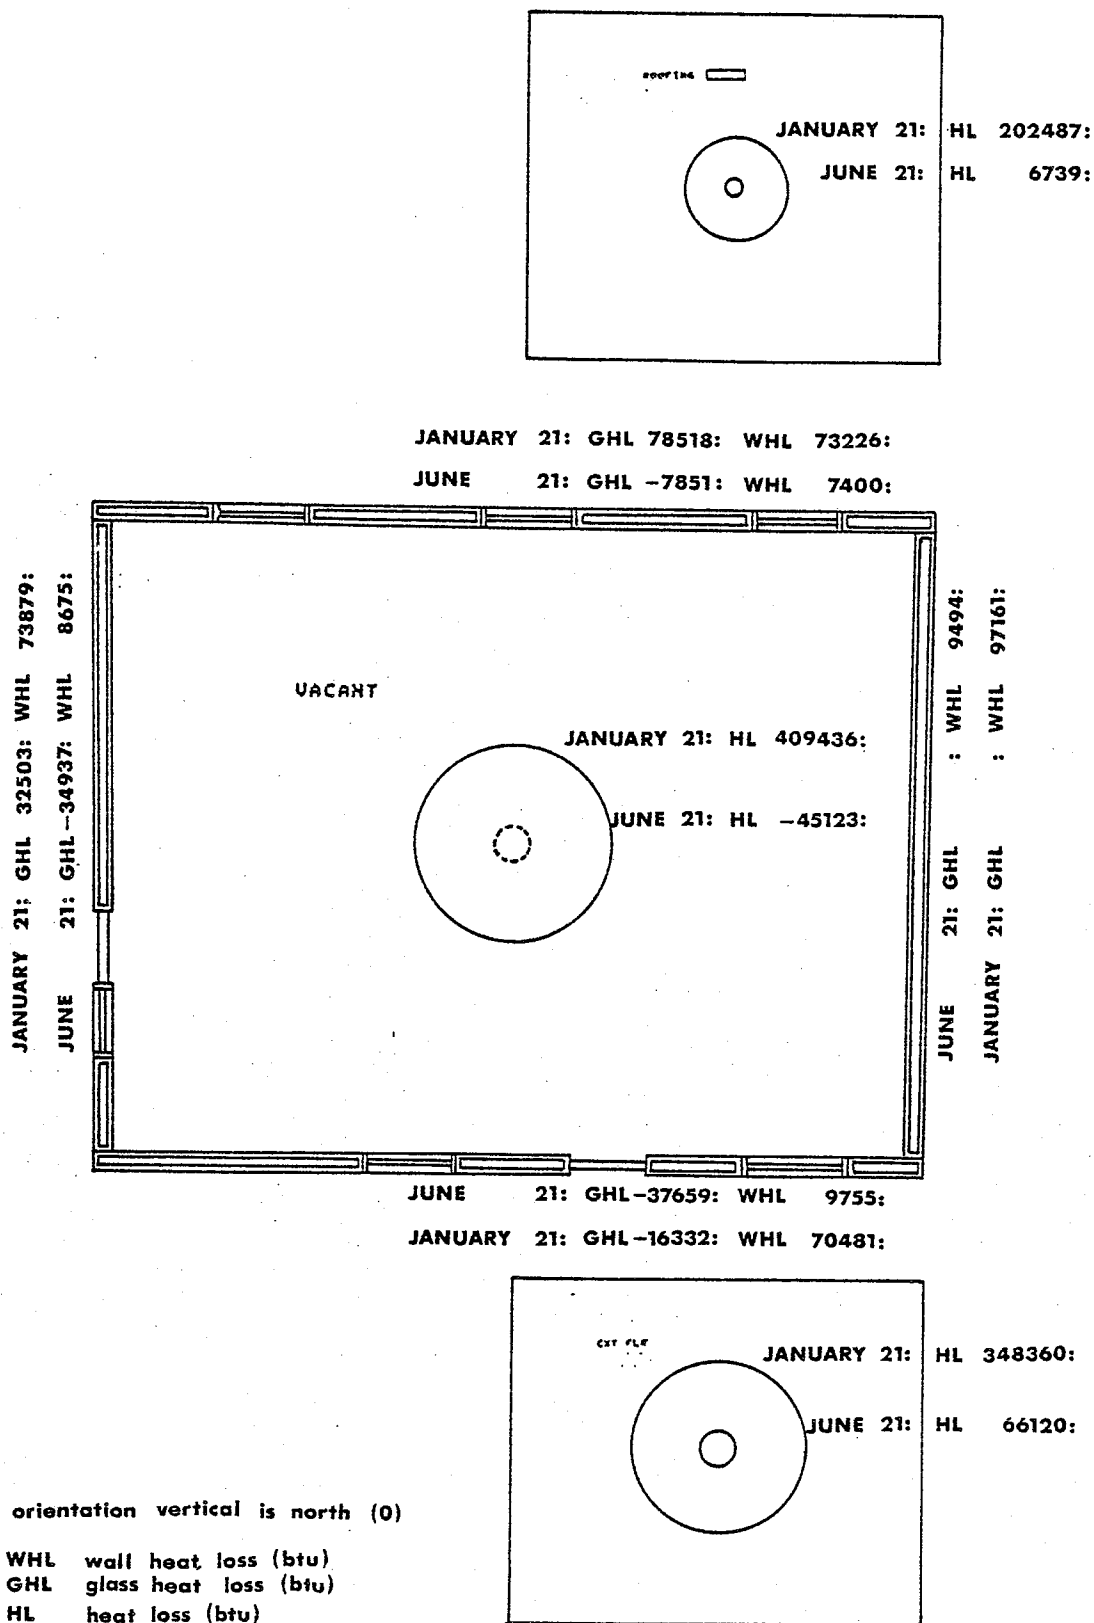 ROOFING
JANUARY 21: HL 202487:
JUNE 21: HL 6739:
JANUARY 21: GHL 78518: WHL 73226:
JUNE 21: GHL -7851: WHL 7400:
JANUARY 21: GHL 32503: WHL 73879:
JUNE 21: GHL-34937: WHL 8675:
VACANT
JANUARY 21: HL 409436:
JUNE 21: HL -45123:
JUNE 21: GHL : WHL 9494:
JANUARY 21: GHL : WHL 97161:
JUNE 21: GHL-37659: WHL 9755:
JANUARY 21: GHL-16332: WHL 70481:
EXT FLR
JANUARY 21: HL 348360:
JUNE 21: HL 66120:
orientation vertical is north (0)
WHL wall heat loss (btu)
GHL glass heat loss (btu)
HL heat loss (btu)